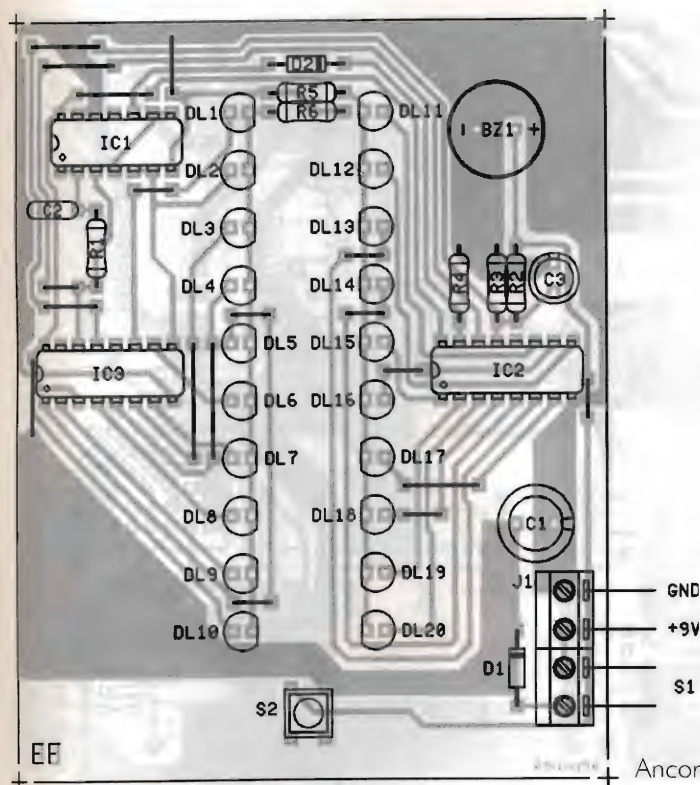 D2
R5
DL1 R6 DL11
BZ1
IC1
DL2 DL12
DL3 DL13
C2
R1
DL4 DL14 R4 R3 R2 C3
DL5 DL15
IC3 IC2
DL6 DL16
DL7 DL17
DL8 DL18 C1
DL9 DL19 J1 GND
DL10 DL20 +9V
D1 S1
S2
EF
Ancor